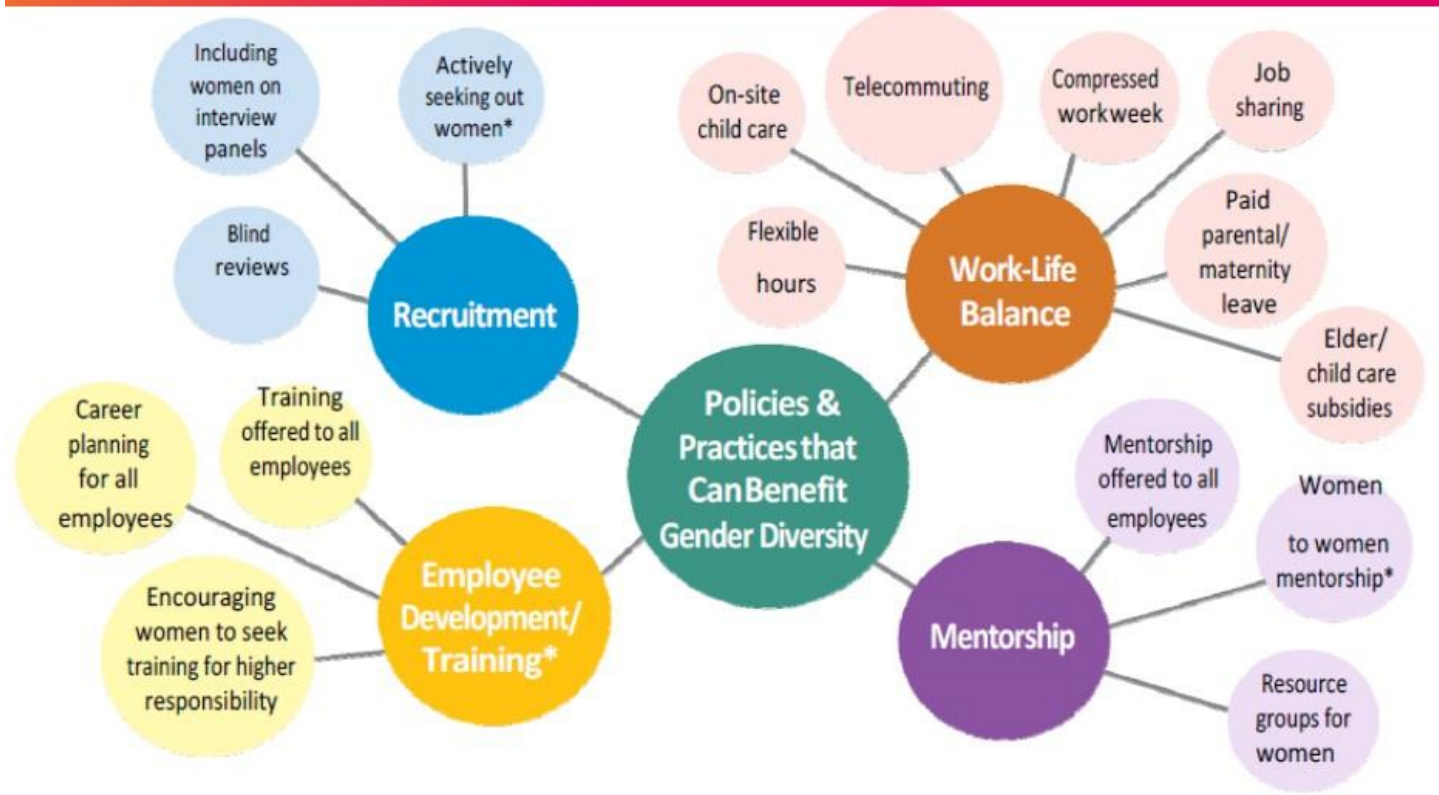 Including
women on
interview
panels
Actively
seeking out
women*
Blind
reviews
Recruitment
On-site
child care
Telecommuting
Compressed
workweek
Job
sharing
Flexible
hours
Paid
parental/
maternity
leave
Elder/
child care
subsidies
Work-Life
Balance
Policies &
Practices that
Can Benefit
Gender Diversity
Career
planning
for all
employees
Training
offered to all
employees
Encouraging
women to seek
training for higher
responsibility
Employee
Development/
Training*
Mentorship
offered to all
employees
Women
to women
mentorship*
Resource
groups for
women
Mentorship